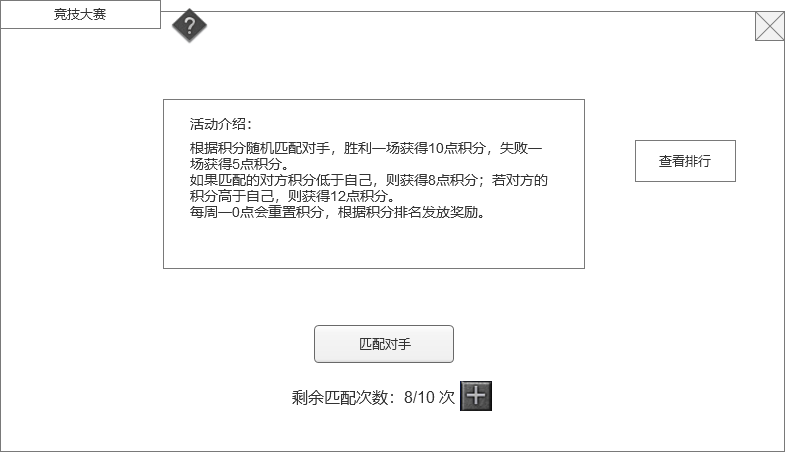 竞技大赛
?
活动介绍：
根据积分随机匹配对手，胜利一场获得10点积分，失败一
场获得5点积分。
如果匹配的对方积分低于自己，则获得8点积分；若对方的
积分高于自己，则获得12点积分。
每周一0点会重置积分，根据积分排名发放奖励。
查看排行
匹配对手
剩余匹配次数：8/10 次